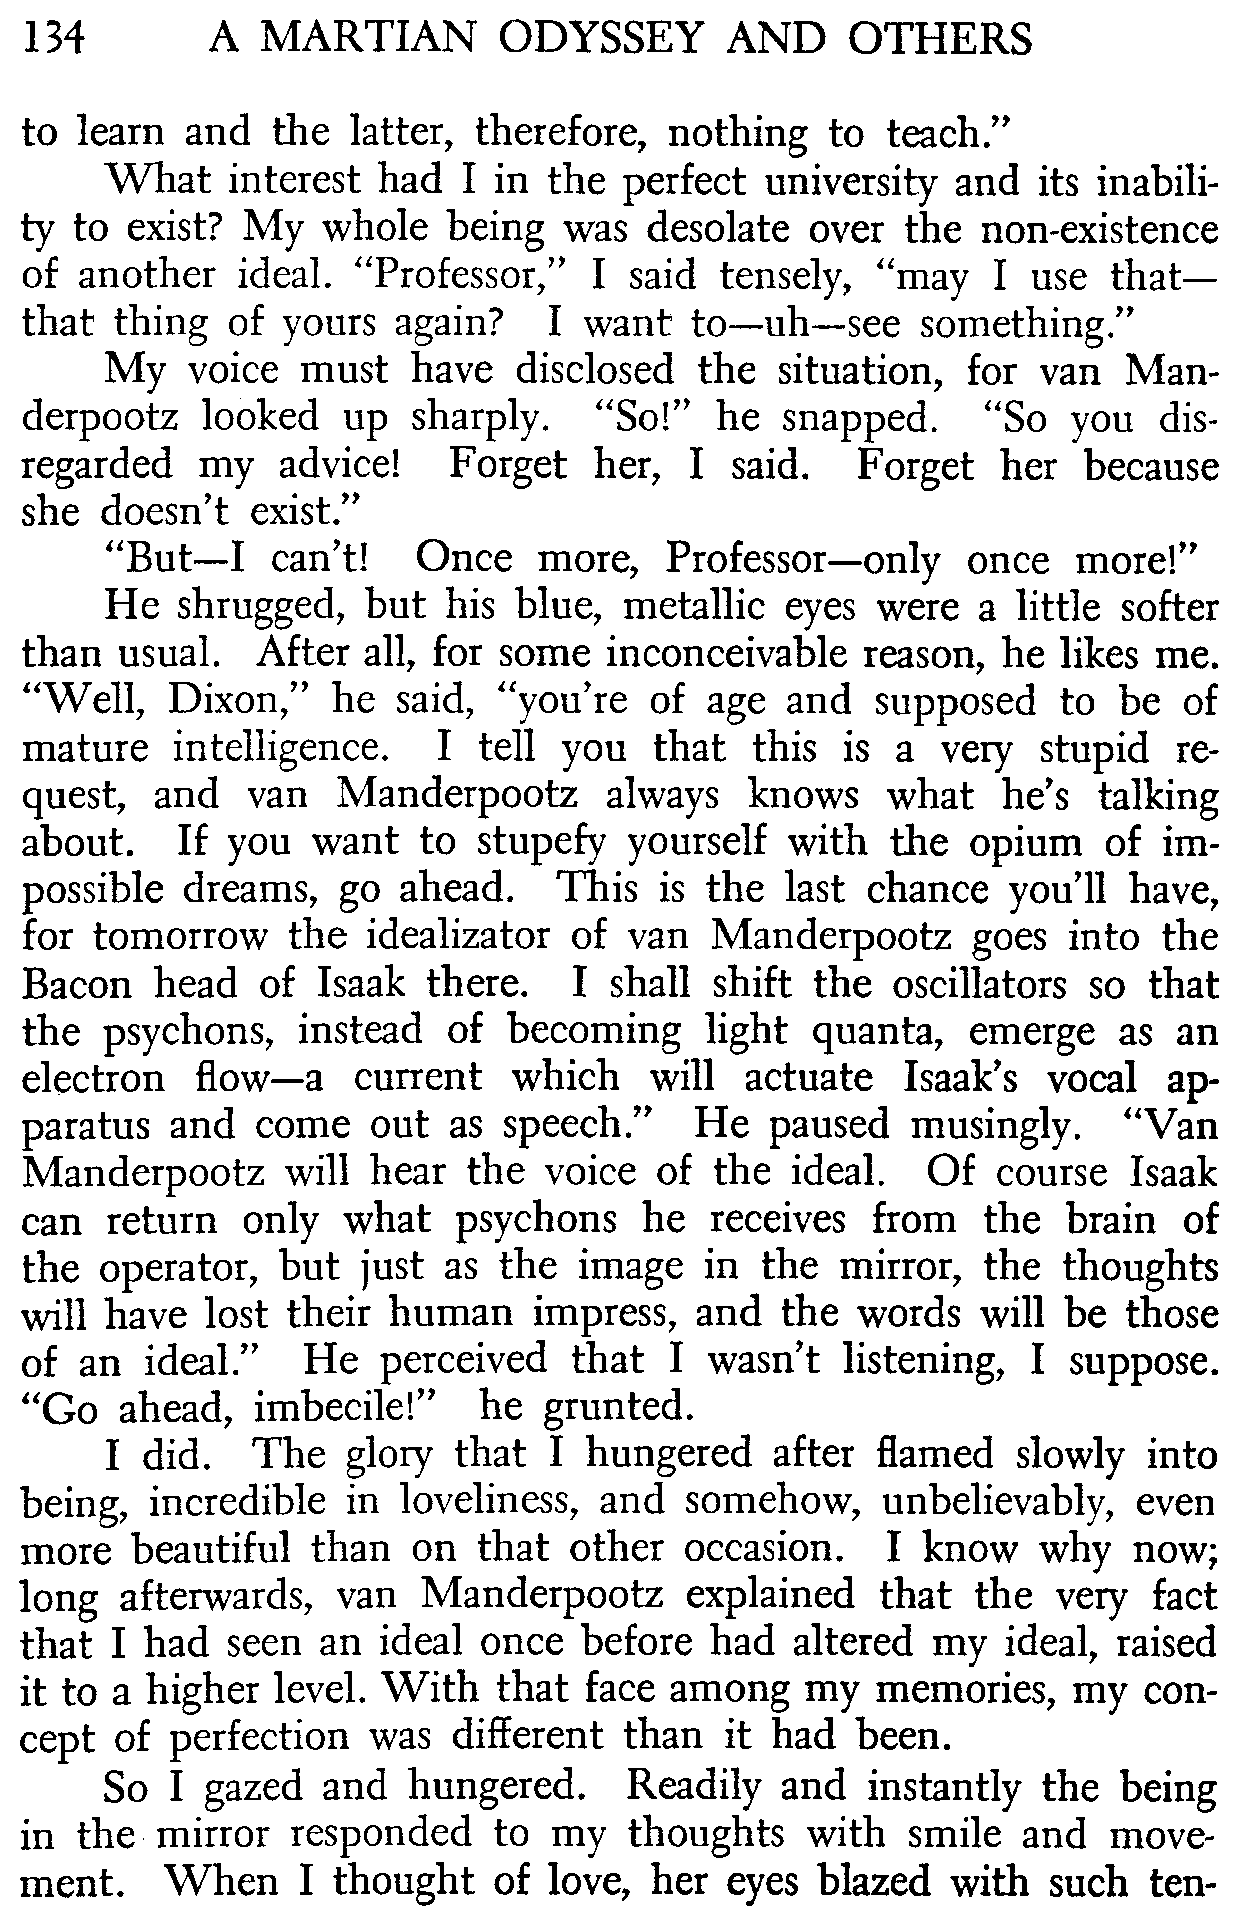 134 A MARTIAN ODYSSEY AND OTHERS
to learn and the latter, therefore, nothing to teach.”
What interest had I in the perfect university and its inabili-
ty to exist? My whole being was desolate over the non-existence
of another ideal. “Professor,” I said tensely, “may I use that—
that thing of yours again? I want to—uh—see something.”
My voice must have disclosed the situation, for van Man-
derpootz looked up sharply. “So!” he snapped. “So you dis-
regarded my advice! Forget her, I said. Forget her because
she doesn’t exist.”
“But—I can’t! Once more, Professor—only once more!”
He shrugged, but his blue, metallic eyes were a little softer
than usual. After all, for some inconceivable reason, he likes me.
“Well, Dixon,” he said, “you’re of age and supposed to be of
mature intelligence. I tell you that this is a very stupid re-
quest, and van Manderpootz always knows what he’s talking
about. If you want to stupefy yourself with the opium of im-
possible dreams, go ahead. This is the last chance you’ll have,
for tomorrow the idealizator of van Manderpootz goes into the
Bacon head of Isaak there. I shall shift the oscillators so that
the psychons, instead of becoming light quanta, emerge as an
electron flow—a current which will actuate Isaak’s vocal ap-
paratus and come out as speech.” He paused musingly. “Van
Manderpootz will hear the voice of the ideal. Of course Isaak
can return only what psychons he receives from the brain of
the operator, but just as the image in the mirror, the thoughts
will have lost their human impress, and the words will be those
of an ideal.” He perceived that I wasn’t listening, I suppose.
“Go ahead, imbecile!” he grunted.
I did. The glory that I hungered after flamed slowly into
being, incredible in loveliness, and somehow, unbelievably, even
more beautiful than on that other occasion. I know why now;
long afterwards, van Manderpootz explained that the very fact
that I had seen an ideal once before had altered my ideal, raised
it to a higher level. With that face among my memories, my con-
cept of perfection was different than it had been.
So I gazed and hungered. Readily and instantly the being
in the mirror responded to my thoughts with smile and move-
ment. When I thought of love, her eyes blazed with such ten-